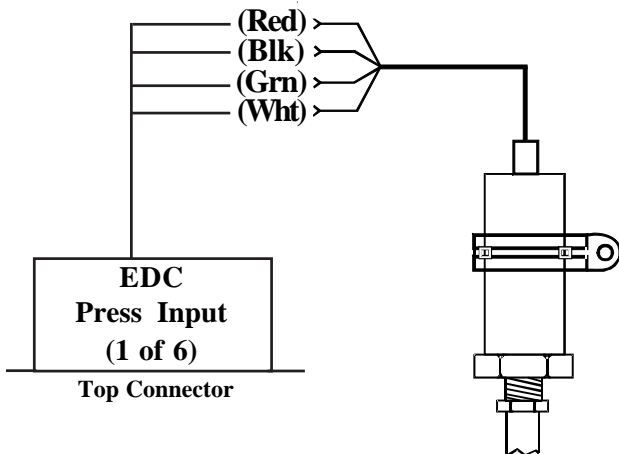 (Red)
(Blk)
(Grn)
(Wht)
EDC
Press Input
(1 of 6)
Top Connector